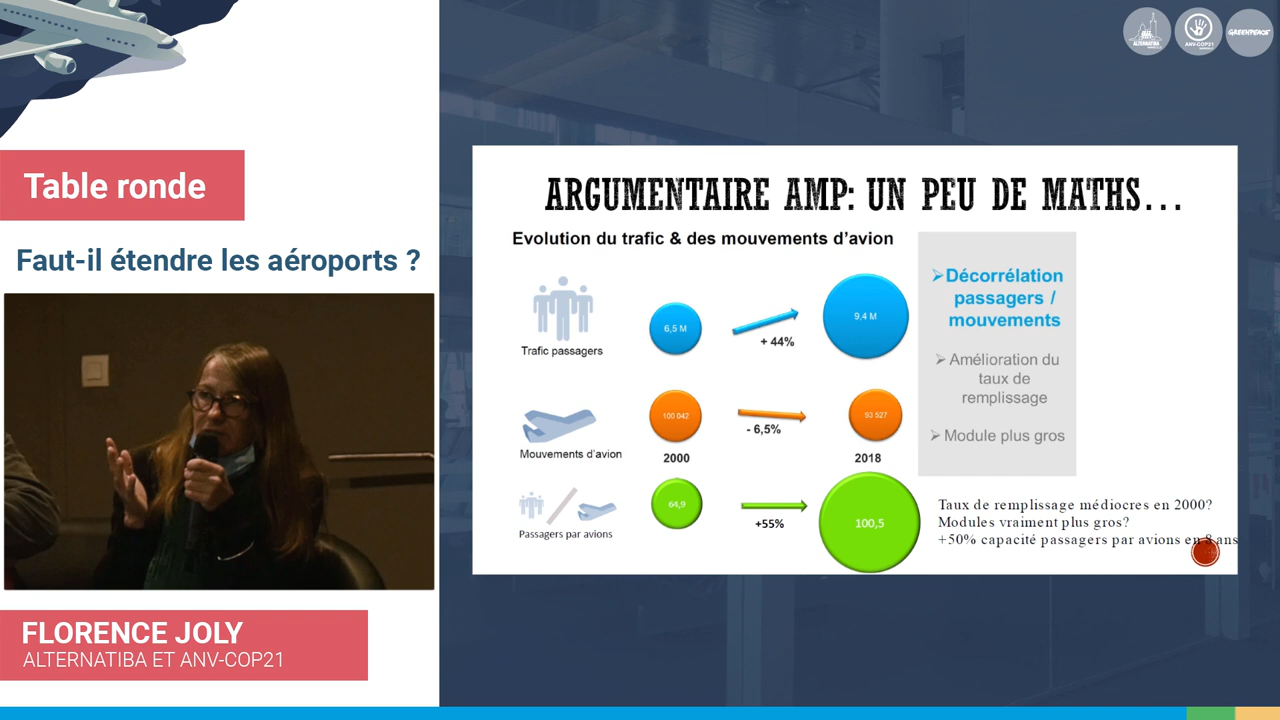 ALTERNATIBA
ANV-COP21
GREENPEACE
Table ronde
Faut-il étendre les aéroports ?
FLORENCE JOLY
ALTERNATIBA ET ANV-COP21
ARGUMENTAIRE AMP: UN PEU DE MATHS...
Evolution du trafic & des mouvements d’avion
Trafic passagers
6,5 M
+ 44%
9,4 M
Mouvements d’avion
100 042
- 6,5%
93 527
2000
2018
Passagers par avions
64,9
+55%
100,5
➢Décorrélation
passagers /
mouvements
➢ Amélioration du
taux de
remplissage
➢ Module plus gros
Taux de remplissage médiocres en 2000?
Modules vraiment plus gros?
+50% capacité passagers par avions en 8 ans